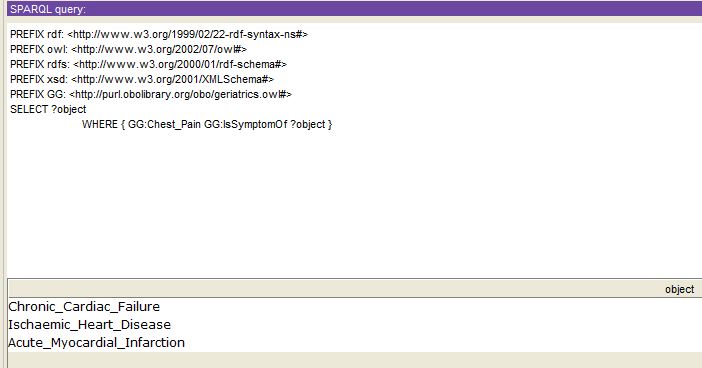 SPARQL query:
PREFIX rdf: <http://www.w3.org/1999/02/22-rdf-syntax-ns#>
PREFIX owl: <http://www.w3.org/2002/07/owl#>
PREFIX rdfs: <http://www.w3.org/2000/01/rdf-schema#>
PREFIX xsd: <http://www.w3.org/2001/XMLSchema#>
PREFIX GG: <http://purl.obolibrary.org/obo/geriatrics.owl#>
SELECT ?object
WHERE { GG:Chest_Pain GG:IsSymptomOf ?object }
object
Chronic_Cardiac_Failure
Ischaemic_Heart_Disease
Acute_Myocardial_Infarction